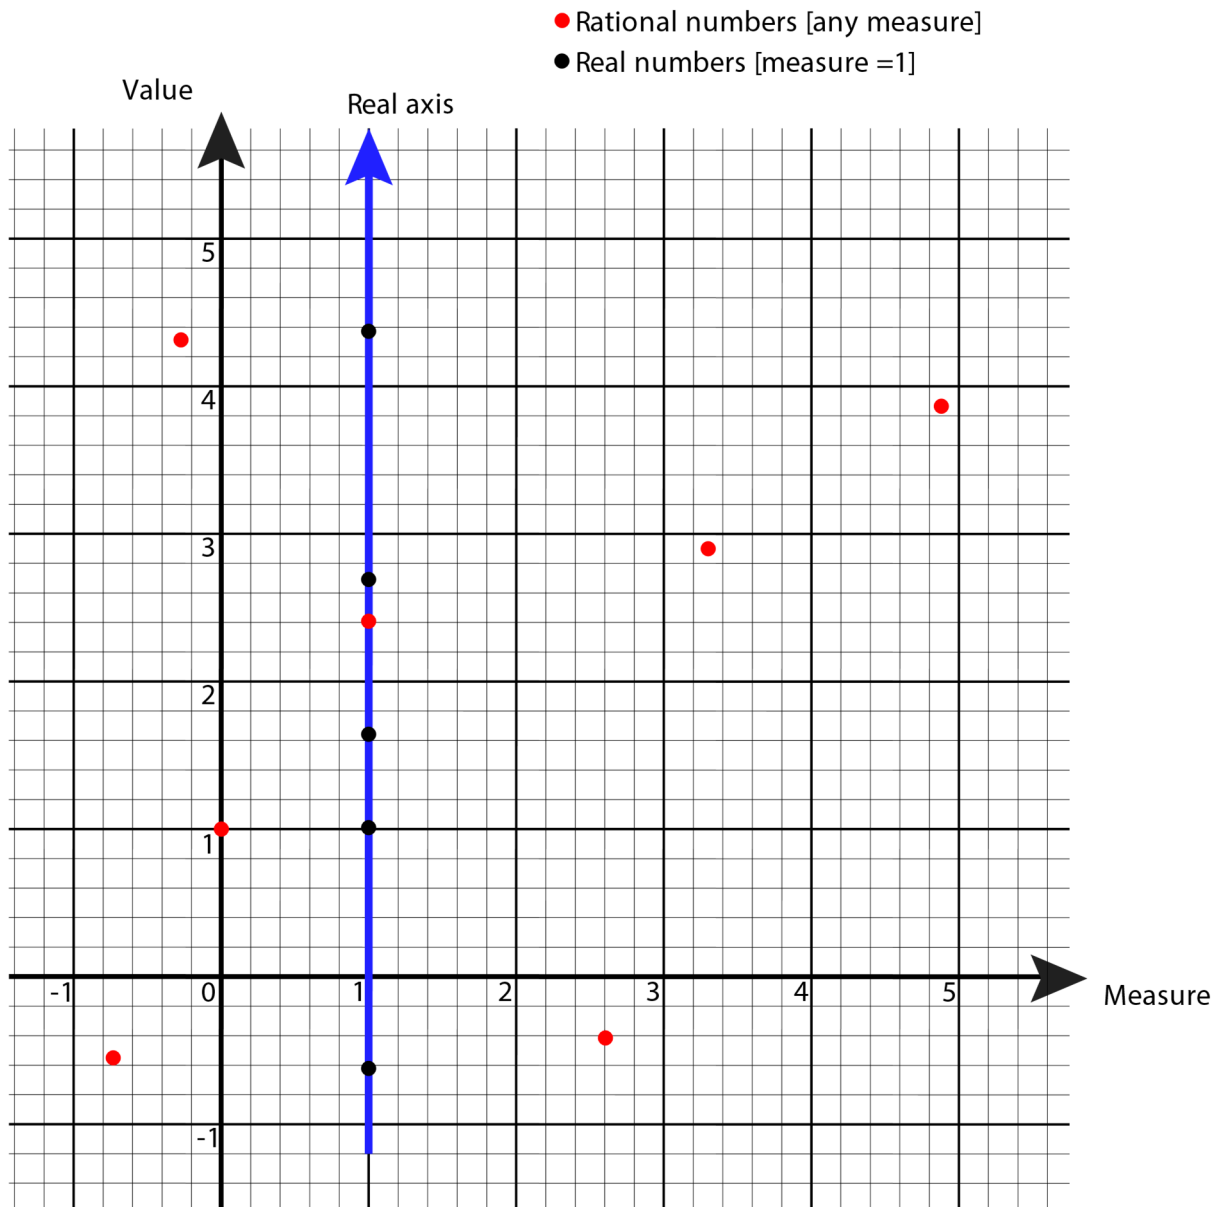 Rational numbers [any measure]
Real numbers [measure =1]
Value
Real axis
5
4
3
2
1
-1 0 1 2 3 4 5
Measure
-1